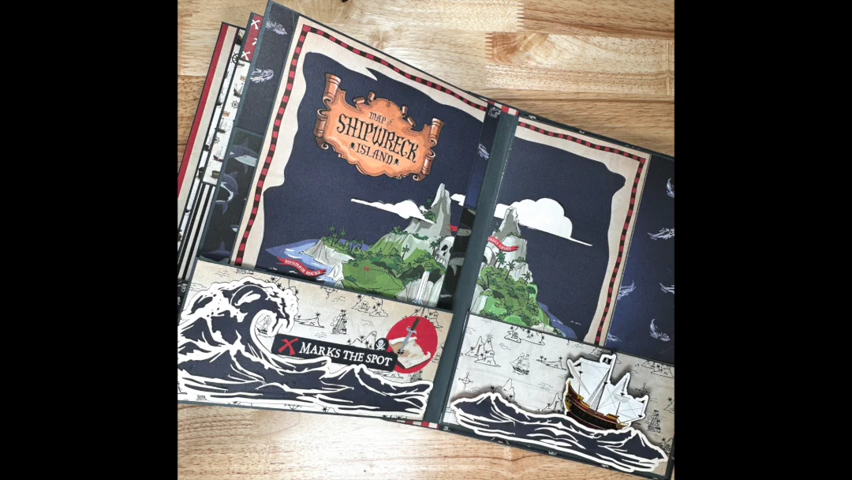 MAP of
SHIPWRECK
ISLAND
X MARKS THE SPOT